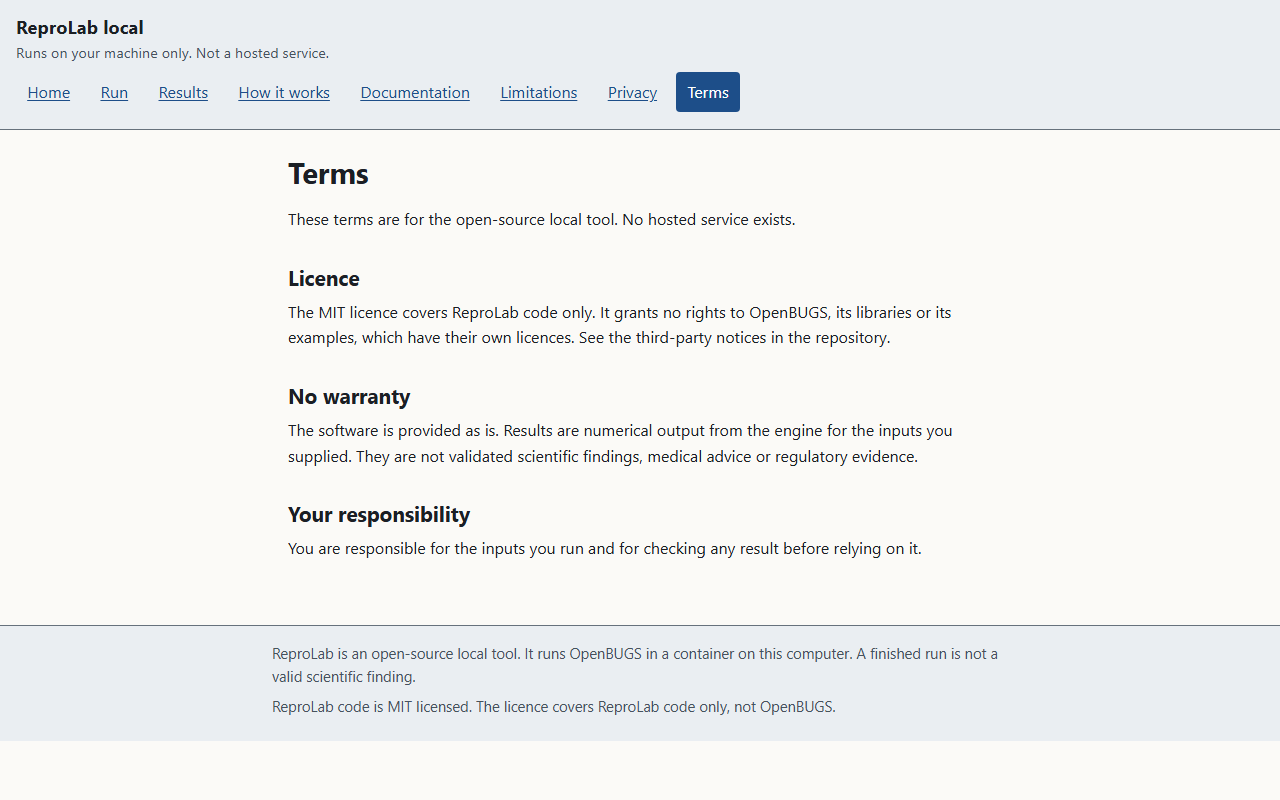 ReproLab local
Runs on your machine only. Not a hosted service.
Home Run Results How it works Documentation Limitations Privacy Terms
Terms
These terms are for the open-source local tool. No hosted service exists.
Licence
The MIT licence covers ReproLab code only. It grants no rights to OpenBUGS, its libraries or its
examples, which have their own licences. See the third-party notices in the repository.
No warranty
The software is provided as is. Results are numerical output from the engine for the inputs you
supplied. They are not validated scientific findings, medical advice or regulatory evidence.
Your responsibility
You are responsible for the inputs you run and for checking any result before relying on it.
ReproLab is an open-source local tool. It runs OpenBUGS in a container on this computer. A finished run is not a
valid scientific finding.
ReproLab code is MIT licensed. The licence covers ReproLab code only, not OpenBUGS.